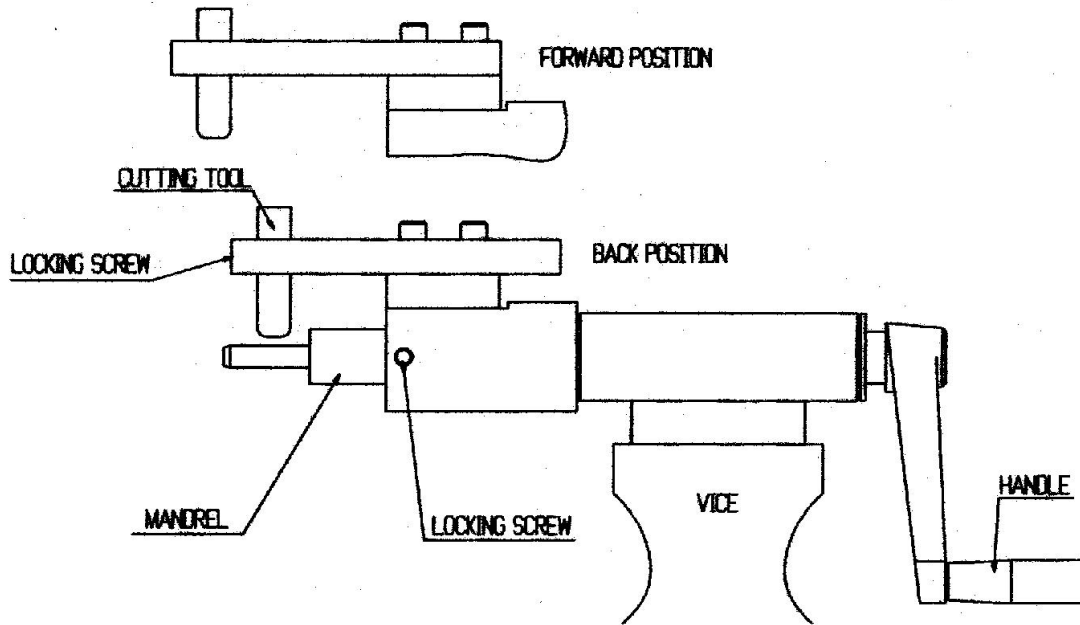 FORWARD POSITION
CUTTING TOOL
LOCKING SCREW
BACK POSITION
MANDREL
LOCKING SCREW
VICE
HANDLE